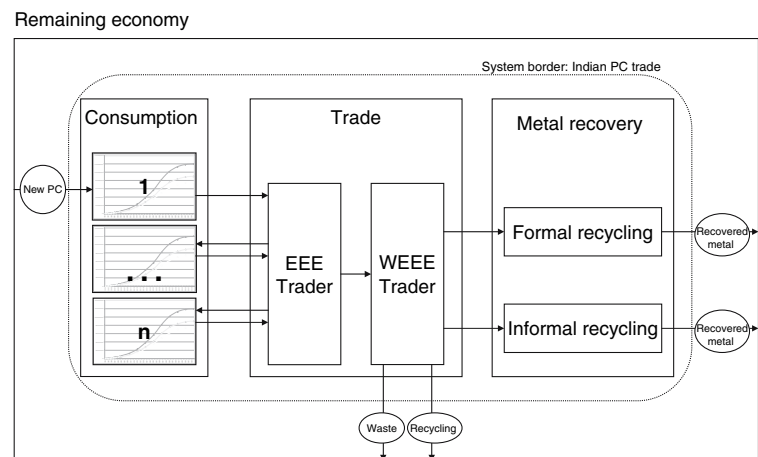 Remaining economy
System border: Indian PC trade
Consumption
Trade
Metal recovery
New PC
1
...
n
EEE
Trader
WEEE
Trader
Formal recycling
Informal recycling
Recovered
metal
Recovered
metal
Waste
Recycling